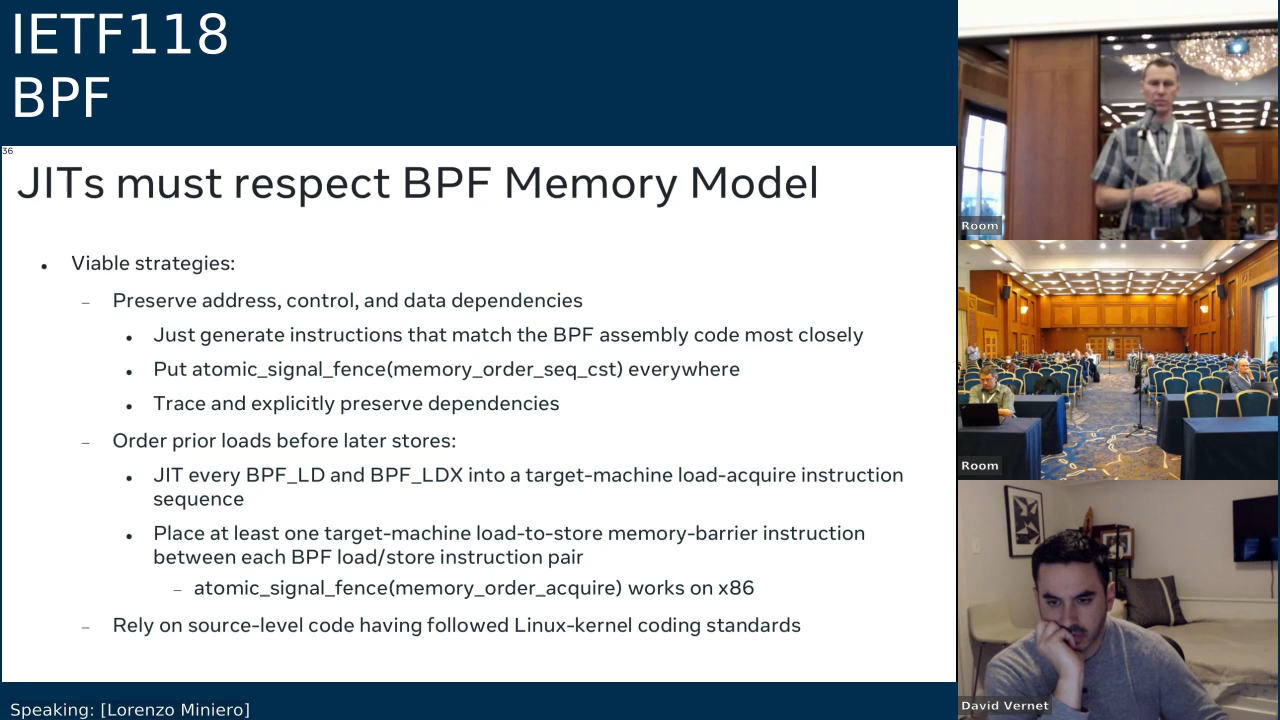 IETF118
BPF
36
JITs must respect BPF Memory Model
• Viable strategies:
– Preserve address, control, and data dependencies
• Just generate instructions that match the BPF assembly code most closely
• Put atomic_signal_fence(memory_order_seq_cst) everywhere
• Trace and explicitly preserve dependencies
– Order prior loads before later stores:
• JIT every BPF_LD and BPF_LDX into a target-machine load-acquire instruction
sequence
• Place at least one target-machine load-to-store memory-barrier instruction
between each BPF load/store instruction pair
– atomic_signal_fence(memory_order_acquire) works on x86
– Rely on source-level code having followed Linux-kernel coding standards
Speaking: [Lorenzo Miniero]
Room
Room
David Vernet